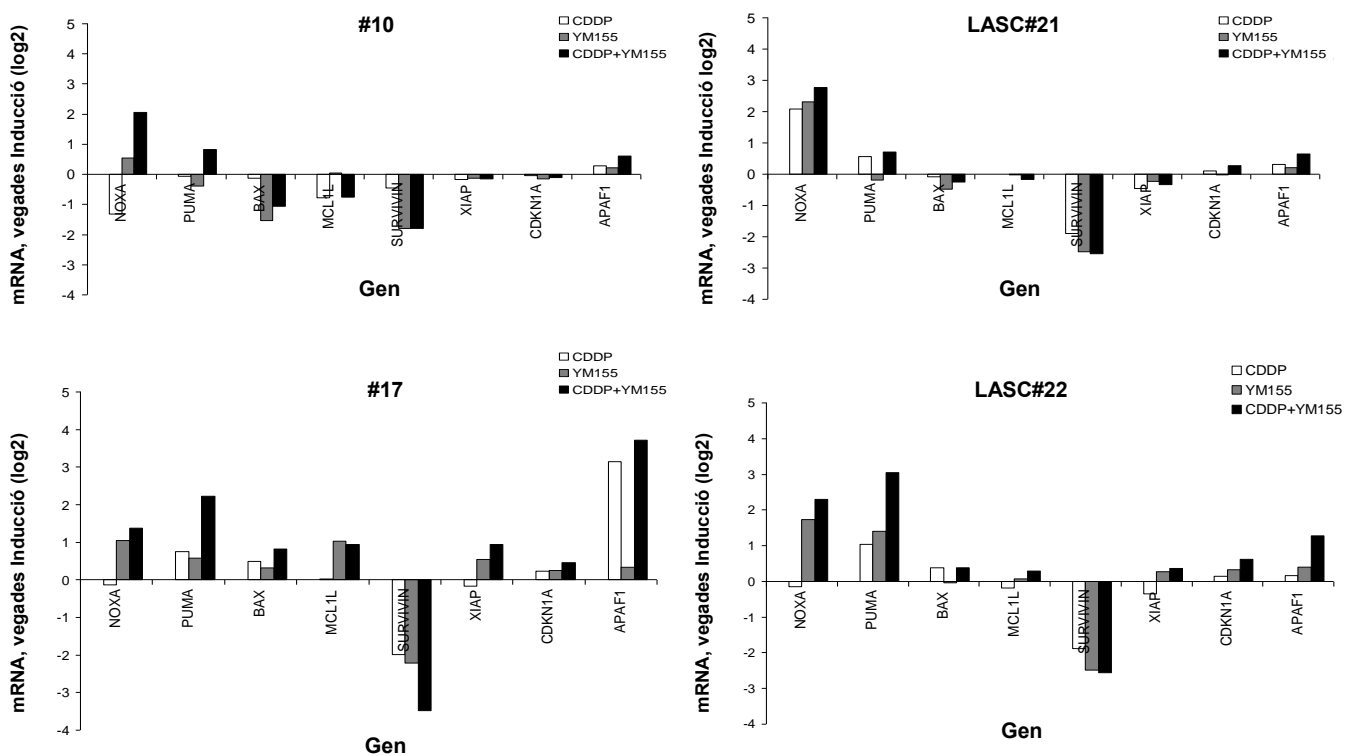 #10
CDDP
YM155
CDDP+YM155
mRNA, vegades Inducció (log2)
5
4
3
2
1
0
-1
-2
-3
-4
NOXA
PUMA
BAX
MCL1L
SURVIVIN
XIAP
CDKN1A
APAF1
Gen
LASC#21
CDDP
YM155
CDDP+YM155
mRNA, vegades Inducció log2)
5
4
3
2
1
0
-1
-2
-3
-4
NOXA
PUMA
BAX
MCL1L
SURVIVIN
XIAP
CDKN1A
APAF1
Gen
#17
CDDP
YM155
CDDP+YM155
mRNA, vegades Inducció (log2)
5
4
3
2
1
0
-1
-2
-3
-4
NOXA
PUMA
BAX
MCL1L
SURVIVIN
XIAP
CDKN1A
APAF1
Gen
LASC#22
CDDP
YM155
CDDP+YM155
mRNA, vegades Inducció (log2)
5
4
3
2
1
0
-1
-2
-3
-4
NOXA
PUMA
BAX
MCL1L
SURVIVIN
XIAP
CDKN1A
APAF1
Gen